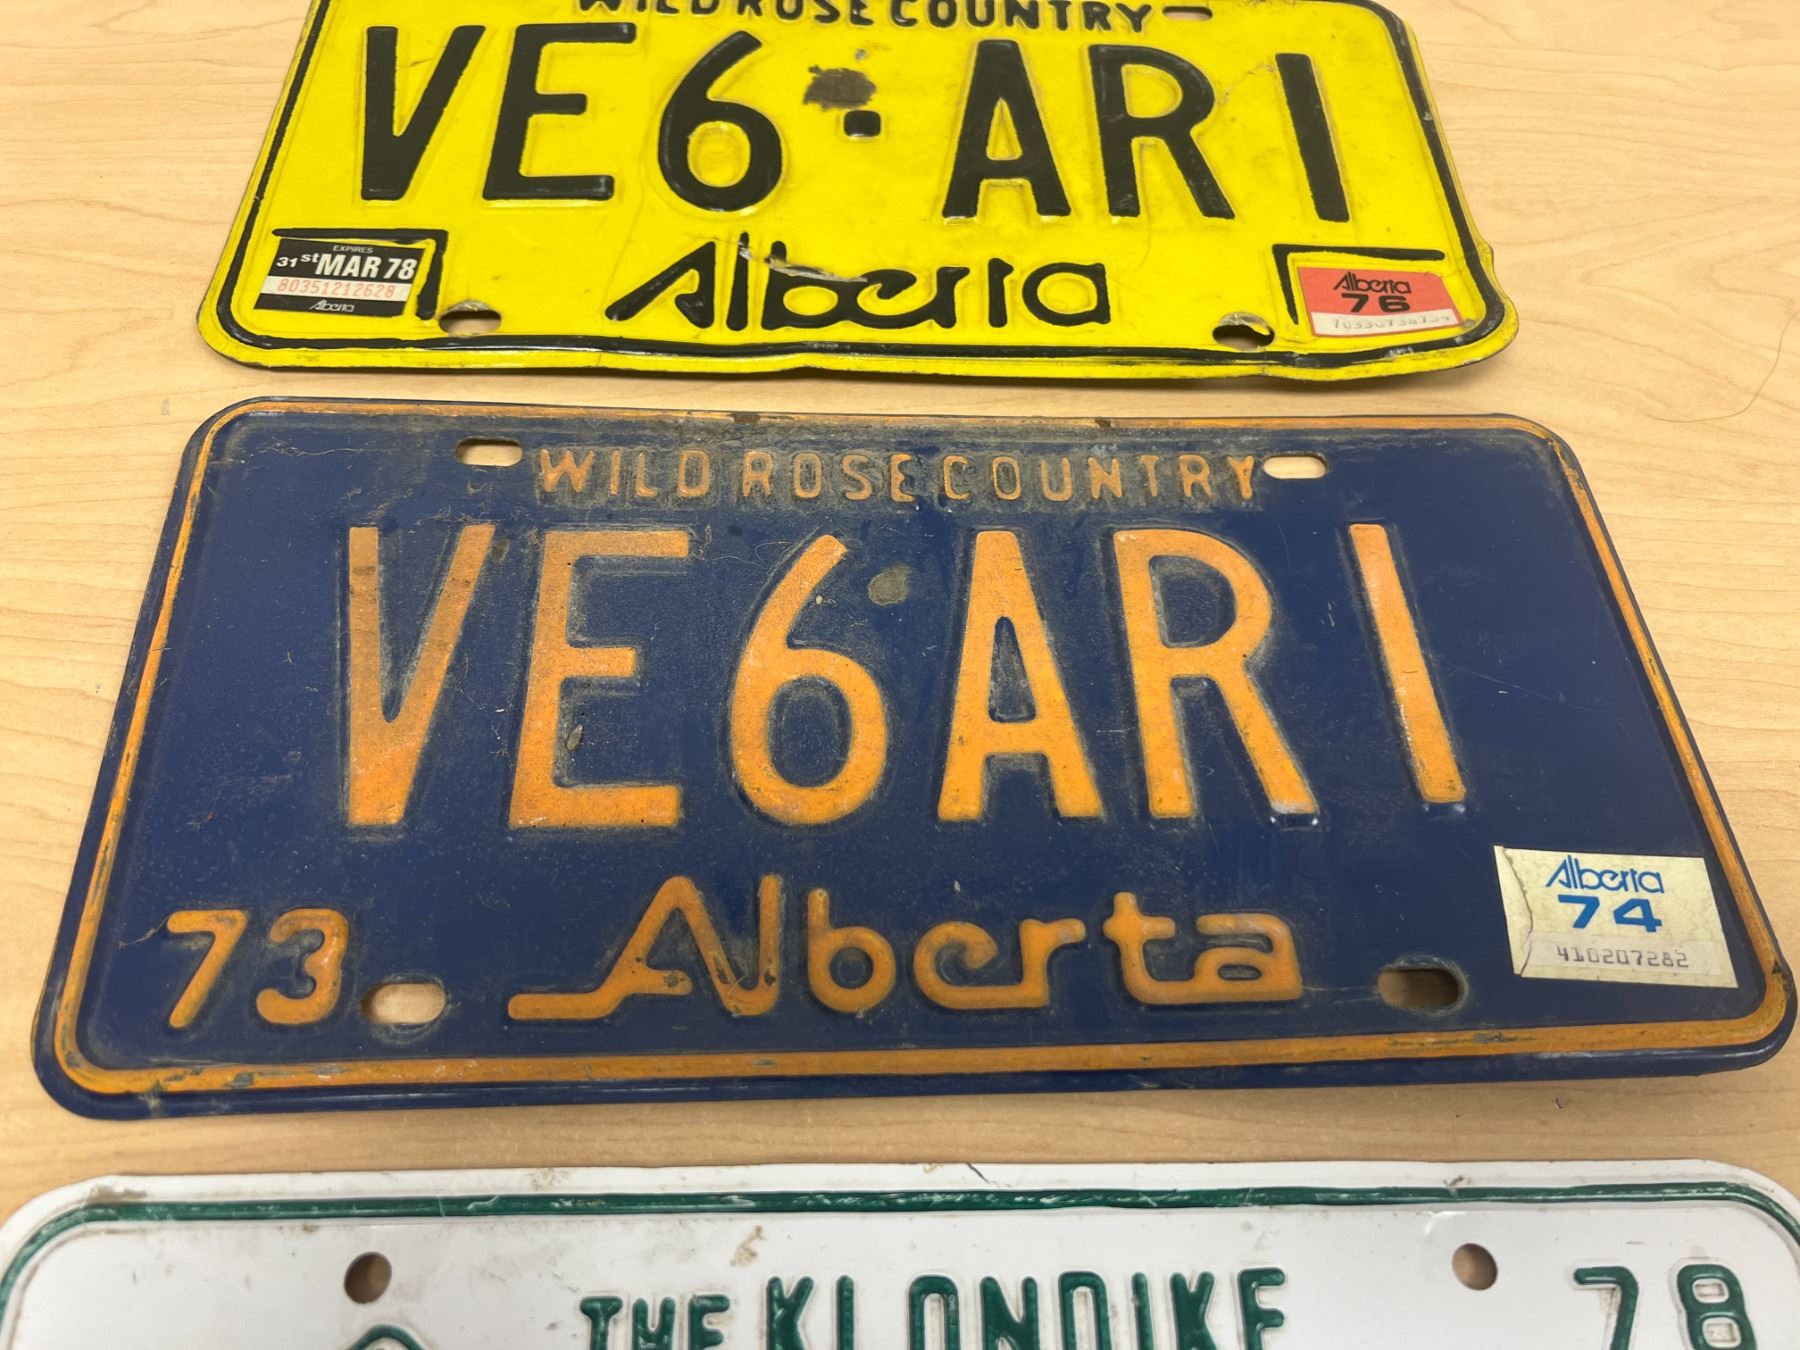 WILD ROSE COUNTRY
VE6·ARI
EXPIRES
31st MAR 78
80351212628
Alberta
Alberta
Alberta
76
WILD ROSE COUNTRY
VE6ARI
73 Alberta
Alberta
74
410207282
THE KLONDIKE
78